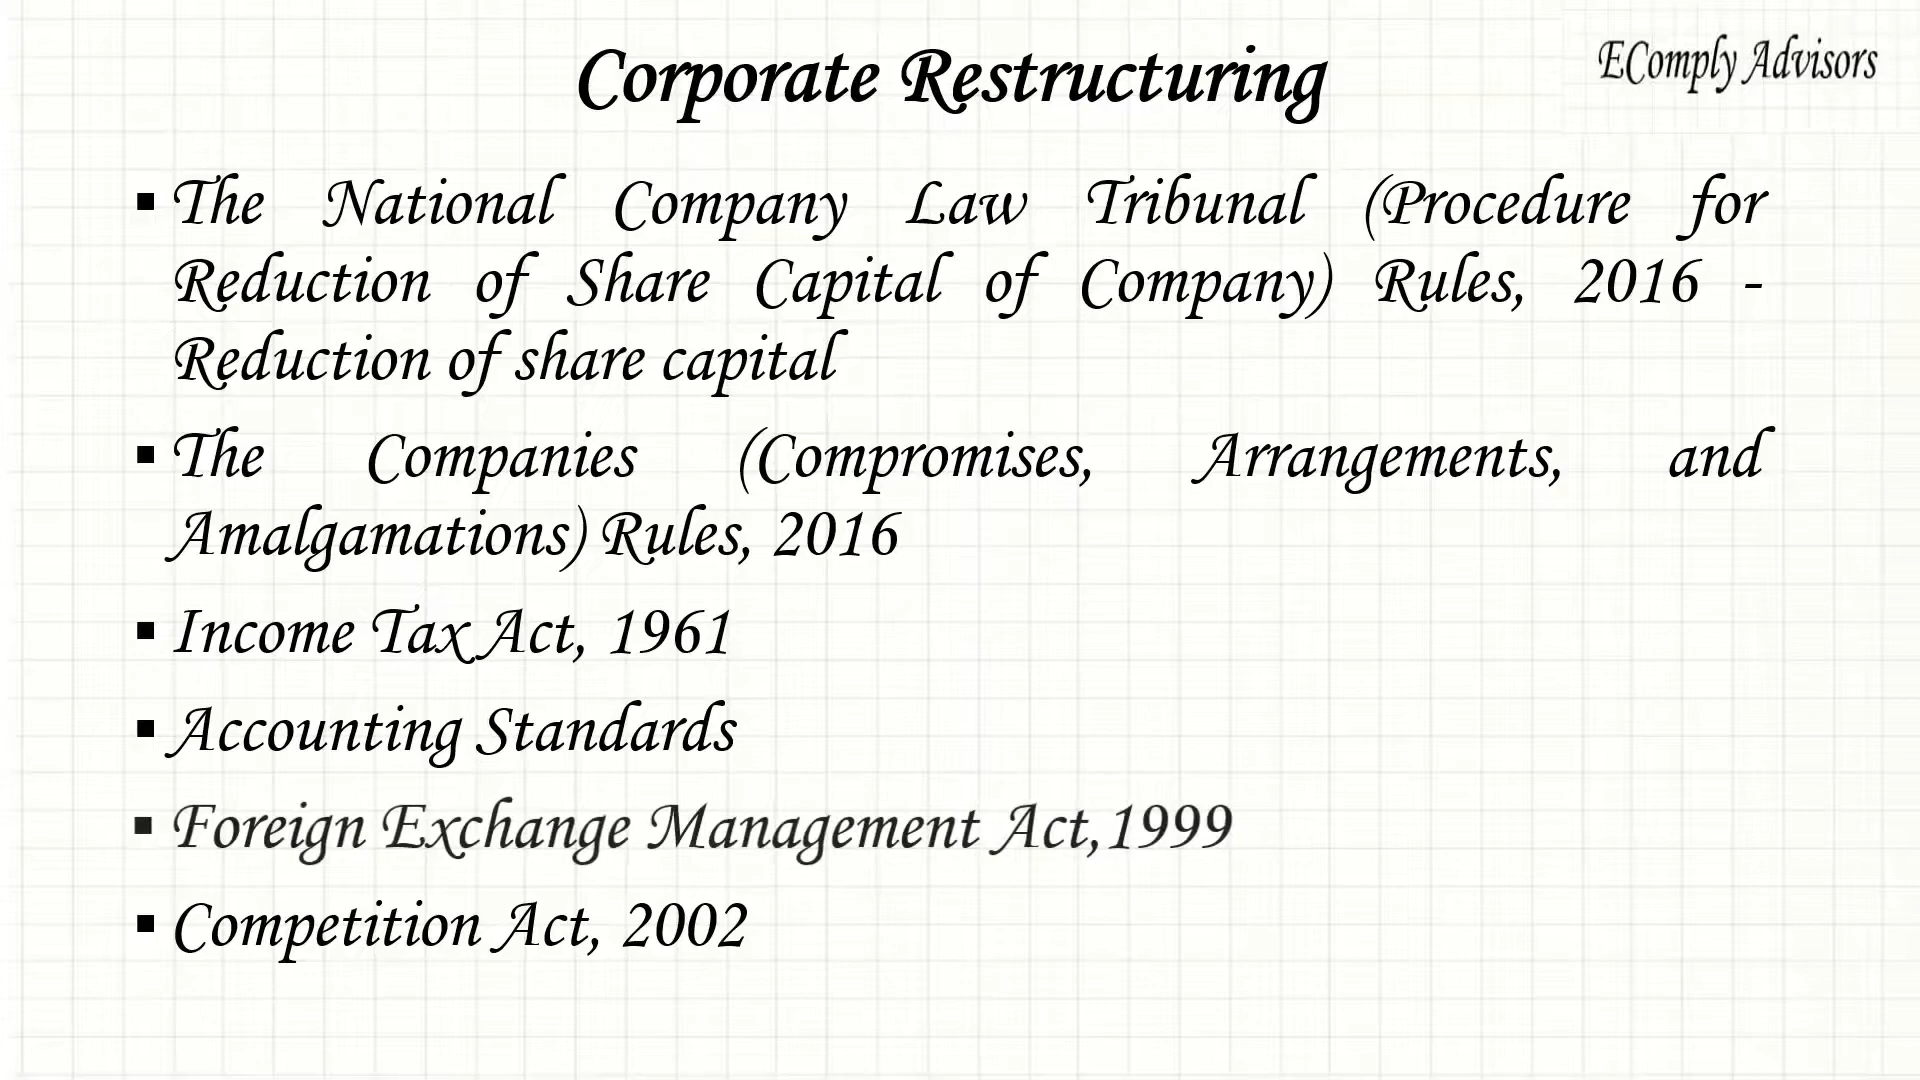 Corporate Restructuring
EComply Advisors
▪ The National Company Law Tribunal (Procedure for
Reduction of Share Capital of Company) Rules, 2016 -
Reduction of share capital
▪ The Companies (Compromises, Arrangements, and
Amalgamations) Rules, 2016
▪ Income Tax Act, 1961
▪ Accounting Standards
▪ Foreign Exchange Management Act,1999
▪ Competition Act, 2002